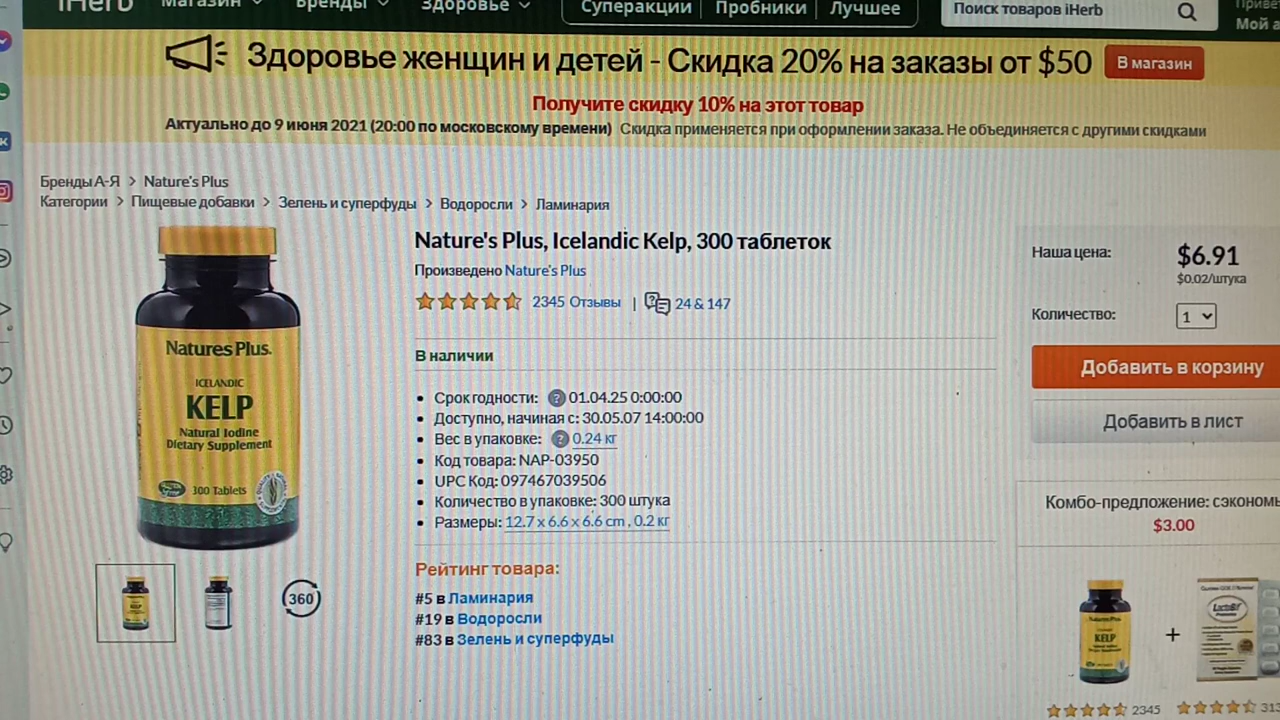 iHerb Магазин Бренды Здоровье Суперакции Пробники Лучшее Поиск товаров iHerb
Мой
Здоровье женщин и детей - Скидка 20% на заказы от $50 В магазин
Получите скидку 10% на этот товар
Актуально до 9 июня 2021 (20:00 по московскому времени) Скидка применяется при оформлении заказа. Не объединяется с другими скидками
Бренды А-Я > Nature's Plus
Категории > Пищевые добавки > Зелень и суперфуды > Водоросли > Ламинария
Nature's Plus, Icelandic Kelp, 300 таблеток
Произведено Nature's Plus
2345 Отзывы | 24 & 147
В наличии
Срок годности: ? 01.04.25 0:00:00
Доступно, начиная с: 30.05.07 14:00:00
Вес в упаковке: ? 0.24 кг
Код товара: NAP-03950
UPC Код: 097467039506
Количество в упаковке: 300 штука
Размеры: 12.7 x 6.6 x 6.6 cm , 0.2 кг
Рейтинг товара:
#5 в Ламинария
#19 в Водоросли
#83 в Зелень и суперфуды
NaturesPlus.
ICELANDIC
KELP
Natural Iodine
Dietary Supplement
300 Tablets
360
Наша цена: $6.91
$0.02/штука
Количество: 1
Добавить в корзину
Добавить в лист
Комбо-предложение: сэкономь
$3.00
KELP
+
LactoBif
2345 313